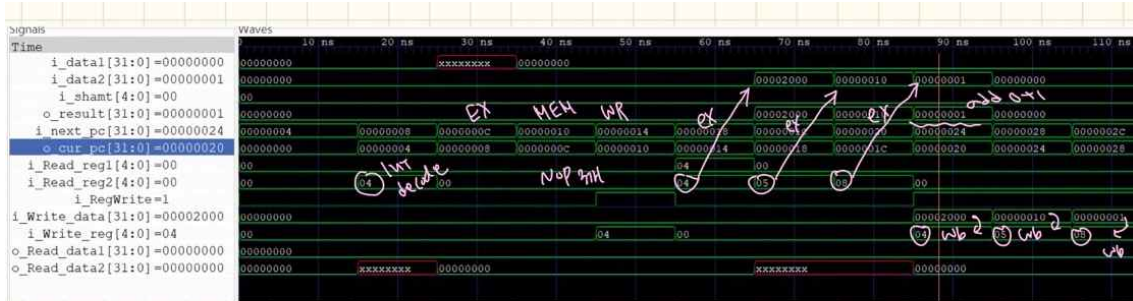 Signals
Waves
Time
10 ns 20 ns 30 ns 40 ns 50 ns 60 ns 70 ns 80 ns 90 ns 100 ns 110 ns
i_data1[31:0]=00000000 00000000 xxxxxxxx 00000000
i_data2[31:0]=00000001 00000000 00002000 00000010 00000001 00000000
i_shamt[4:0]=00 00
o_result[31:0]=00000001 00000000 00002000 00000001 00000000
EX MEM WB ex ex ex add 0+1
i_next_pc[31:0]=00000024 00000004 00000008 0000000C 00000010 00000014 00000024 00000028 0000002C
o_cur_pc[31:0]=00000020 00000000 00000004 00000008 0000000C 00000010 00000014 0000001C 00000020 00000024 00000028
i_Read_reg1[4:0]=00 00 04 00
decode
i_Read_reg2[4:0]=00 00 04 00 04 05 08 00
NOP
i_RegWrite=1
i_Write_data[31:0]=00002000 00000000 00002000 00000010 00000001
i_Write_reg[4:0]=04 00 04 00 04 wb 05 wb 08 wb
o_Read_data1[31:0]=00000000 00000000
o_Read_data2[31:0]=00000000 00000000 xxxxxxxx 00000000 xxxxxxxx 00000000